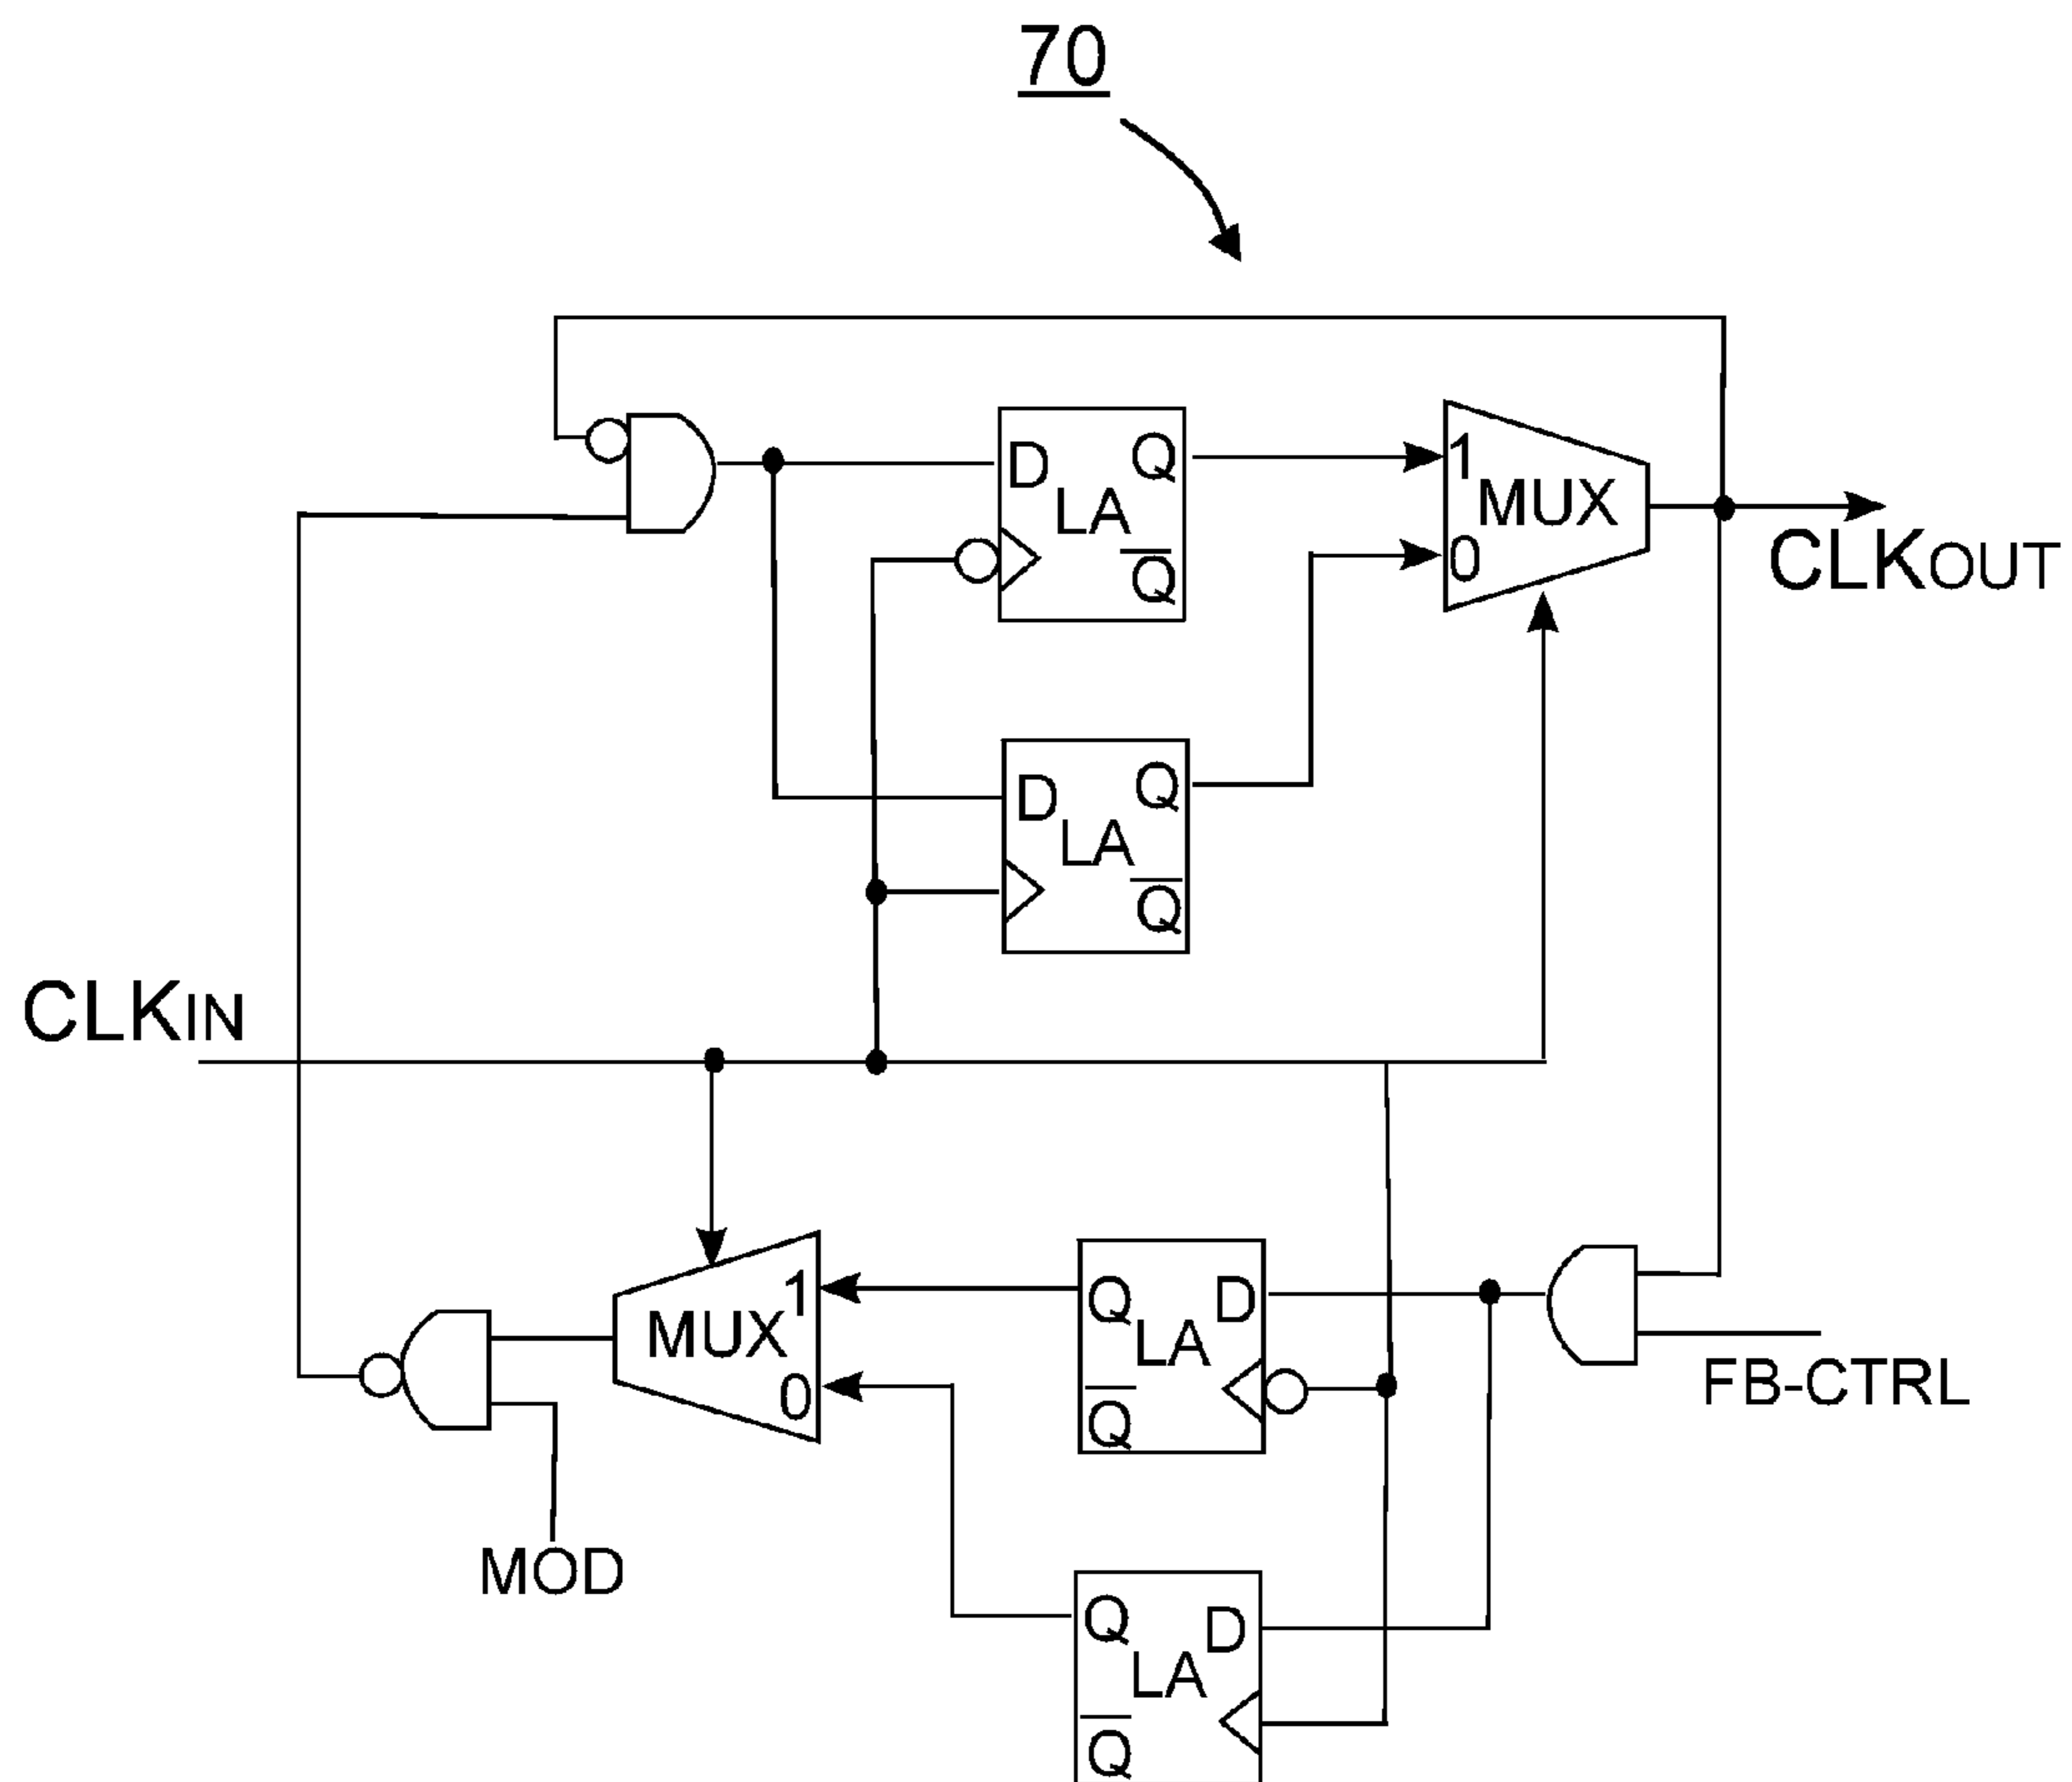 70
D Q
LA
Q
1
MUX
0
CLKOUT
D Q
LA
Q
CLKIN
1
MUX
0
Q D
LA
Q
FB-CTRL
MOD
Q D
LA
Q